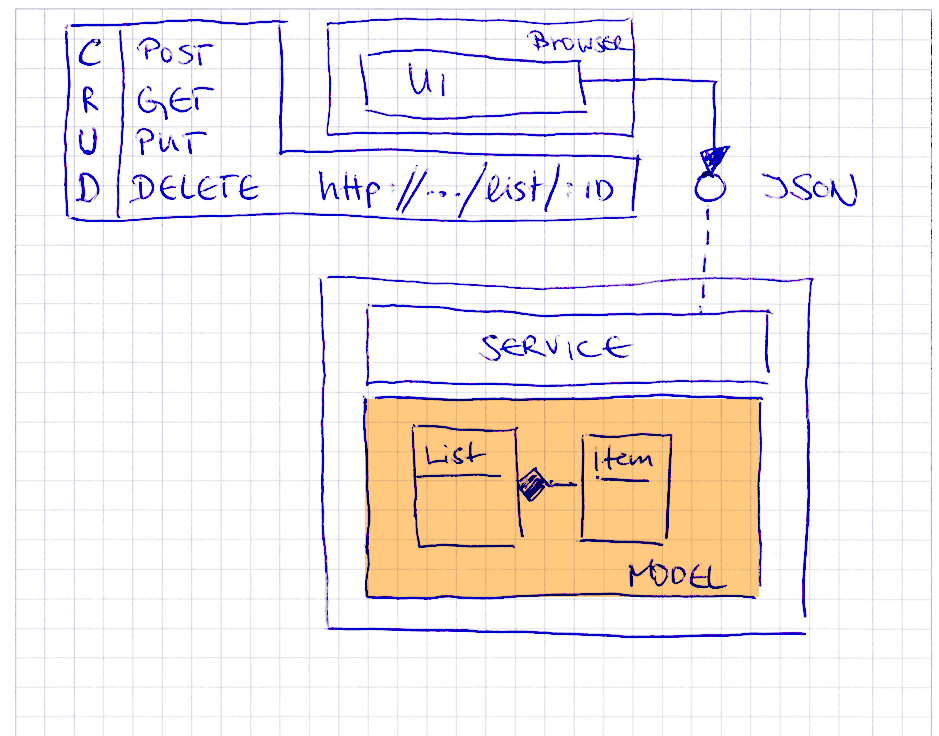 C POST
R GET
U PUT
D DELETE http://.../list/:ID
Browser
Ui
JSON
SERVICE
List
item
MODEL